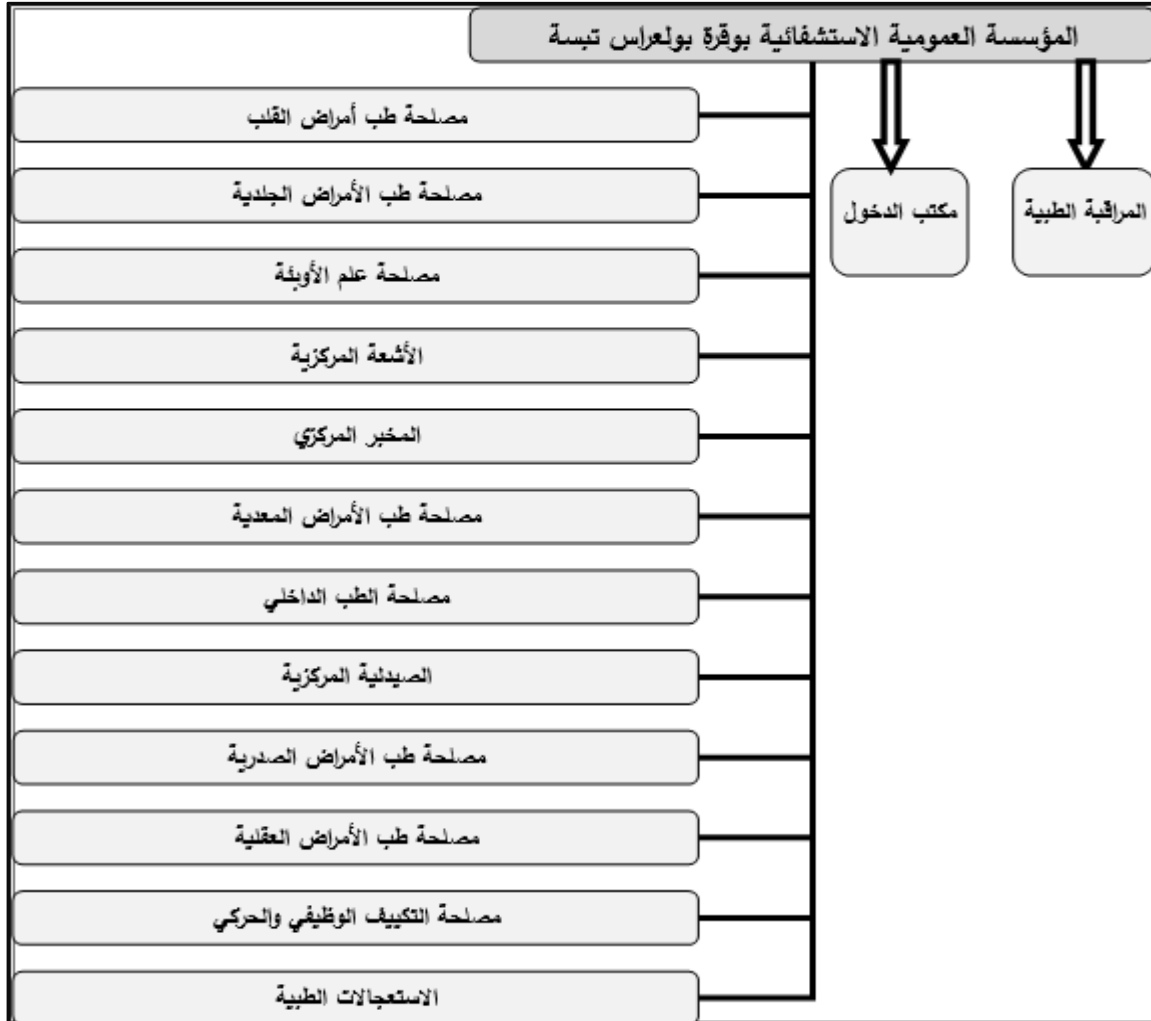 المؤسسة العمومية الاستشفائية بوقرة بولعراس تبسة
المراقبة الطبية
مكتب الدخول
مصلحة طب أمراض القلب
مصلحة طب الأمراض الجلدية
مصلحة علم الأوبئة
الأشعة المركزية
المخبر المركزي
مصلحة طب الأمراض المعدية
مصلحة الطب الداخلي
الصيدلية المركزية
مصلحة طب الأمراض الصدرية
مصلحة طب الأمراض العقلية
مصلحة التكييف الوظيفي والحركي
الاستعجالات الطبية